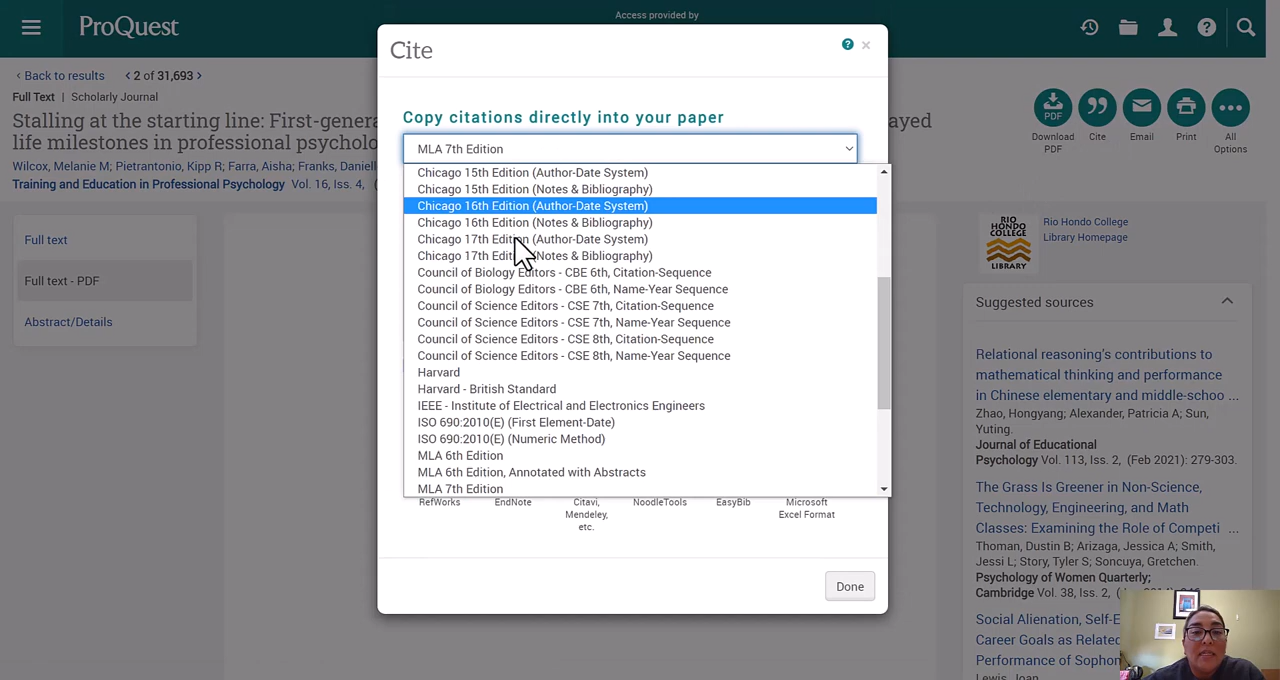 Access provided by
ProQuest
Back to results
2 of 31,693
Full Text | Scholarly Journal
Stalling at the starting line: First-genera
ayed
life milestones in professional psycholo
Wilcox, Melanie M; Pietrantonio, Kipp R; Farra, Aisha; Franks, Daniell
Training and Education in Professional Psychology Vol. 16, Iss. 4, (
Full text
Full text - PDF
Abstract/Details
Cite
Copy citations directly into your paper
MLA 7th Edition
Chicago 15th Edition (Author-Date System)
Chicago 15th Edition (Notes & Bibliography)
Chicago 16th Edition (Author-Date System)
Chicago 16th Edition (Notes & Bibliography)
Chicago 17th Edition (Author-Date System)
Chicago 17th Edit (Notes & Bibliography)
Council of Biology Editors - CBE 6th, Citation-Sequence
Council of Biology Editors - CBE 6th, Name-Year Sequence
Council of Science Editors - CSE 7th, Citation-Sequence
Council of Science Editors - CSE 7th, Name-Year Sequence
Council of Science Editors - CSE 8th, Citation-Sequence
Council of Science Editors - CSE 8th, Name-Year Sequence
Harvard
Harvard - British Standard
IEEE - Institute of Electrical and Electronics Engineers
ISO 690:2010(E) (First Element-Date)
ISO 690:2010(E) (Numeric Method)
MLA 6th Edition
MLA 6th Edition, Annotated with Abstracts
MLA 7th Edition
RefWorks
EndNote
Citavi,
Mendeley,
etc.
NoodleTools
EasyBib
Microsoft
Excel Format
Done
PDF
Download
PDF
Cite
Email
Print
All
Options
RIO
HONDO
COLLEGE
LIBRARY
Rio Hondo College
Library Homepage
Suggested sources
Relational reasoning's contributions to
mathematical thinking and performance
in Chinese elementary and middle-schoo ...
Zhao, Hongyang; Alexander, Patricia A; Sun,
Yuting.
Journal of Educational
Psychology Vol. 113, Iss. 2, (Feb 2021): 279-303.
The Grass Is Greener in Non-Science,
Technology, Engineering, and Math
Classes: Examining the Role of Competi ...
Thoman, Dustin B; Arizaga, Jessica A; Smith,
Jessi L; Story, Tyler S; Soncuya, Gretchen.
Psychology of Women Quarterly;
Cambridge Vol. 38, Iss. 2,
Social Alienation, Self-E
Career Goals as Related
Performance of Sophom
Lewis, Joan